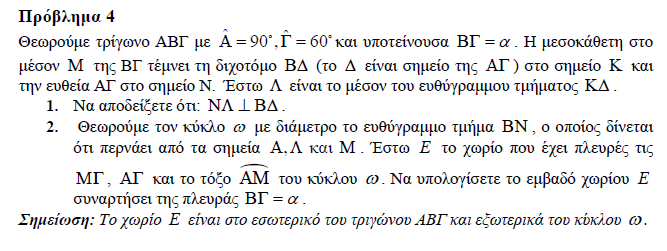 Πρόβλημα 4
Θεωρούμε τρίγωνο ΑΒΓ με Â = 90°, Γ̂ = 60° και υποτείνουσα ΒΓ = α . Η μεσοκάθετη στο
μέσον Μ της ΒΓ τέμνει τη διχοτόμο ΒΔ (το Δ είναι σημείο της ΑΓ ) στο σημείο Κ και
την ευθεία ΑΓ στο σημείο Ν. Έστω Λ είναι το μέσον του ευθύγραμμου τμήματος ΚΔ .
1. Να αποδείξετε ότι: ΝΛ ⊥ ΒΔ .
2. Θεωρούμε τον κύκλο ω με διάμετρο το ευθύγραμμο τμήμα ΒΝ , ο οποίος δίνεται
ότι περνάει από τα σημεία Α, Λ και Μ . Έστω Ε το χωρίο που έχει πλευρές τις
ΜΓ , ΑΓ και το τόξο ΑΜ͡ του κύκλου ω. Να υπολογίσετε το εμβαδό χωρίου Ε
συναρτήσει της πλευράς ΒΓ = α .
Σημείωση: Το χωρίο Ε είναι στο εσωτερικό του τριγώνου ΑΒΓ και εξωτερικά του κύκλου ω.